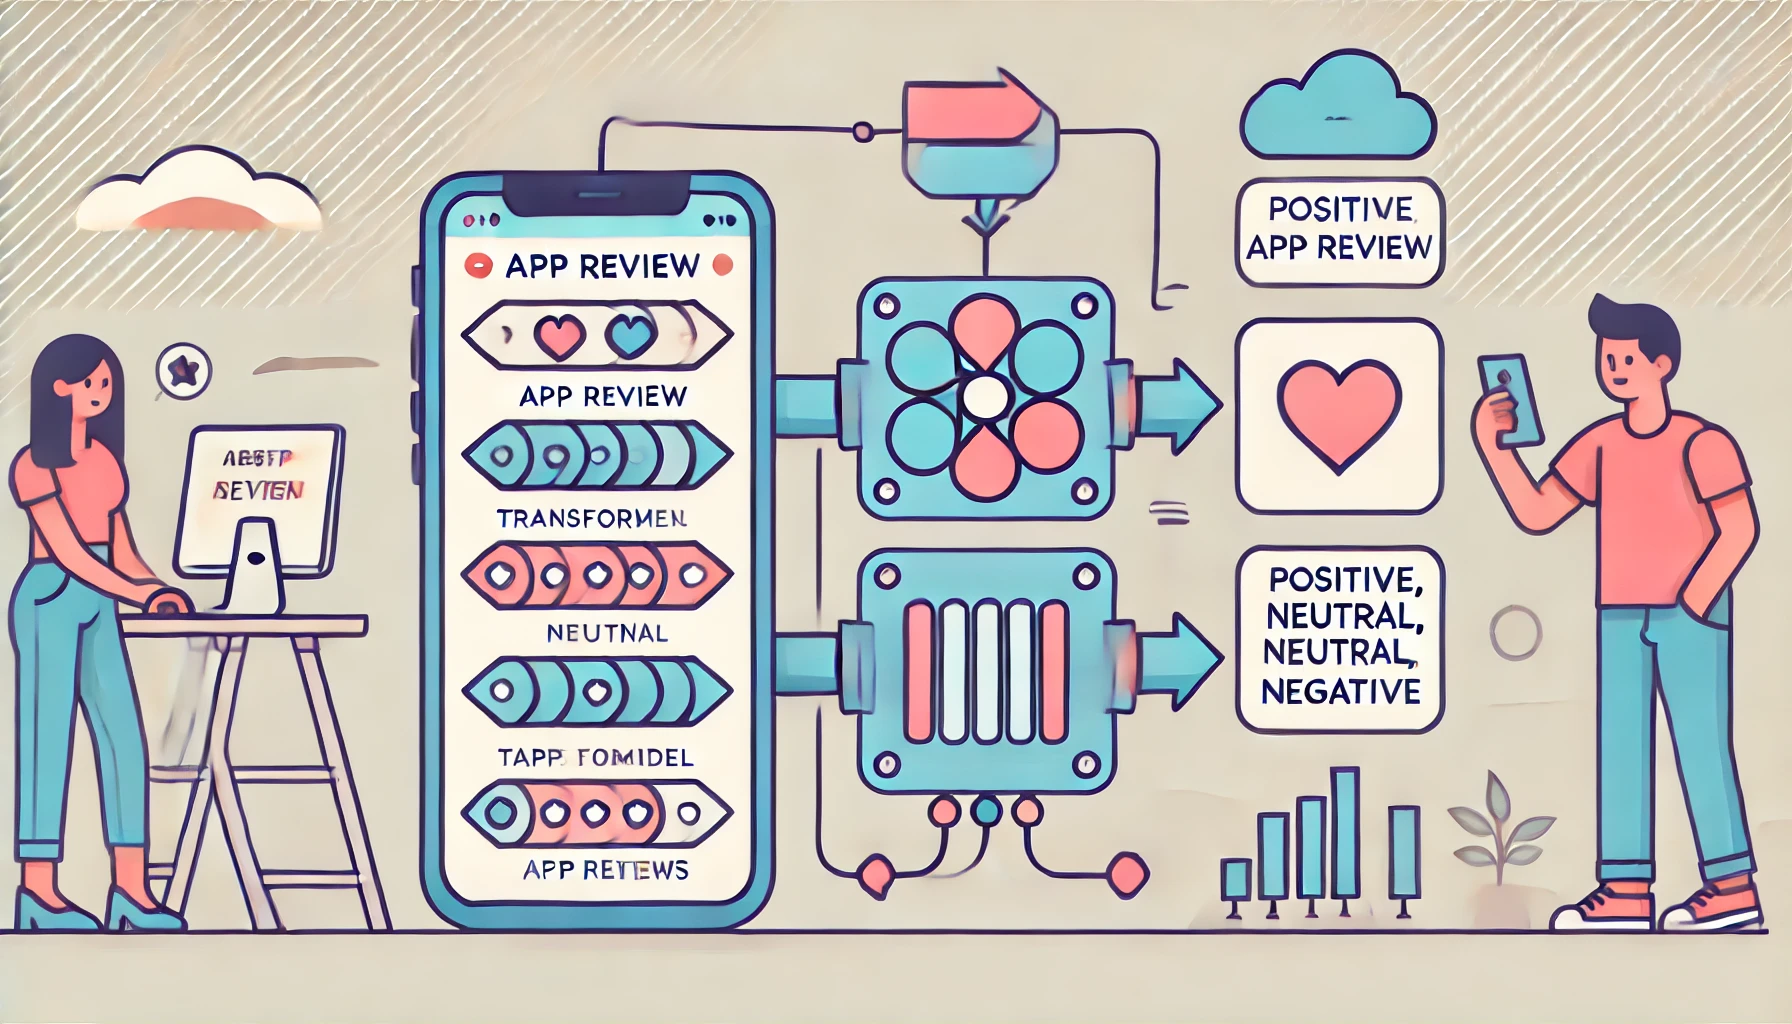 APP REVIEW
APP REVIEW
TRANSFORMEN
NEUTNAL
TAPP FOMIDEL
APP RETEWS
POSITIVE,
APP REVIEW
POSITIVE,
NEUTRAL,
NEUTRAL,
NEGATIVE